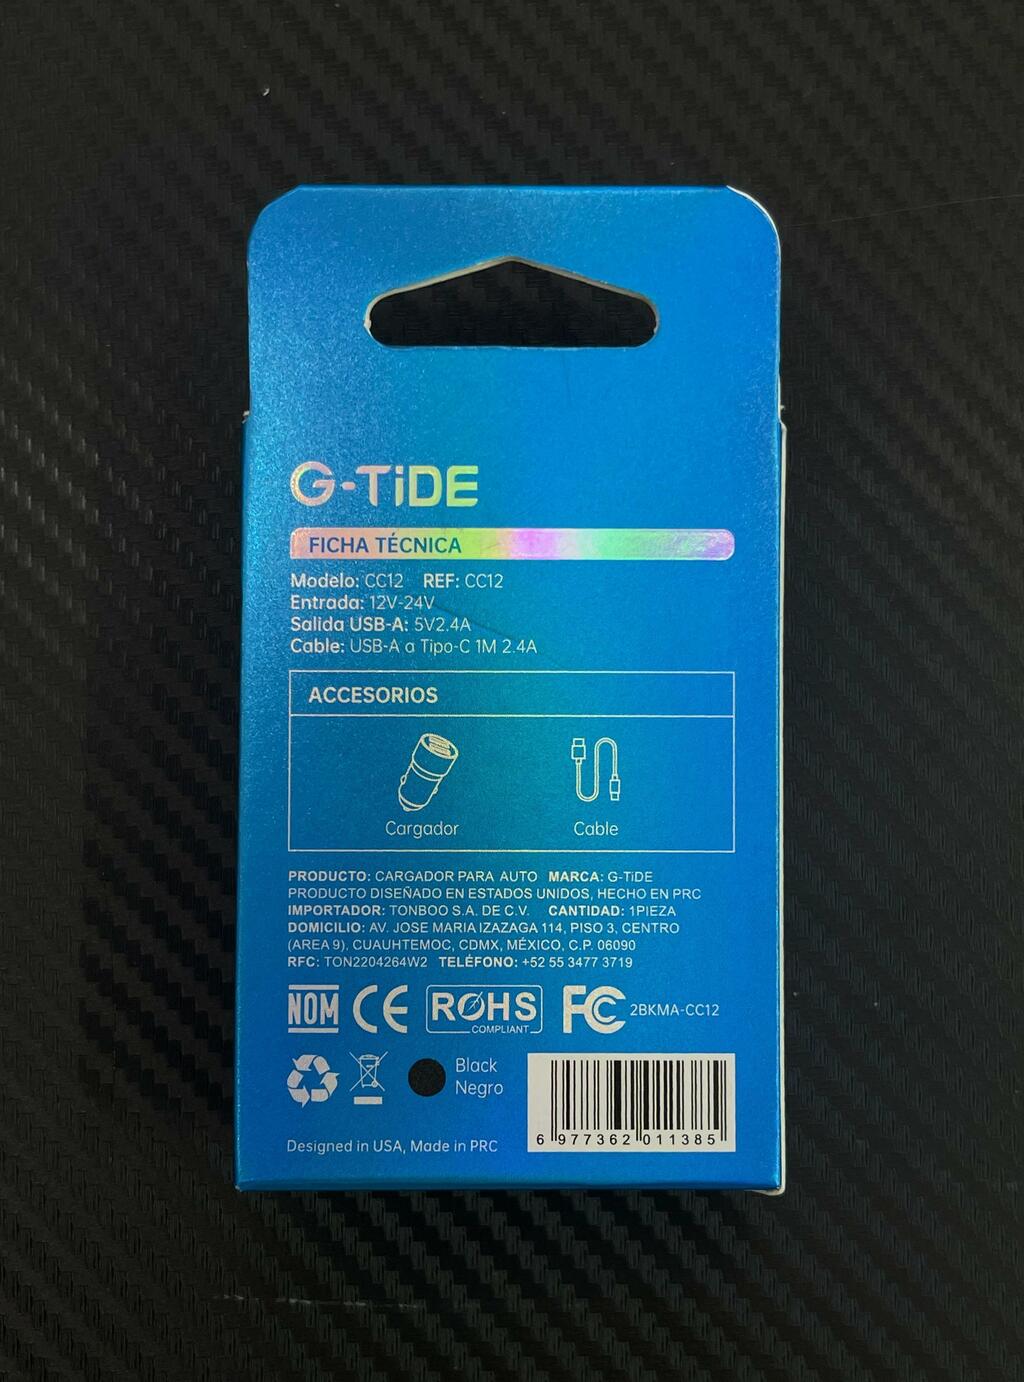 G-TiDE
FICHA TÉCNICA
Modelo: CC12 REF: CC12
Entrada: 12V-24V
Salida USB-A: 5V2.4A
Cable: USB-A a Tipo-C 1M 2.4A
ACCESORIOS
Cargador Cable
PRODUCTO: CARGADOR PARA AUTO MARCA: G-TiDE
PRODUCTO DISEÑADO EN ESTADOS UNIDOS, HECHO EN PRC
IMPORTADOR: TONBOO S.A. DE C.V. CANTIDAD: 1PIEZA
DOMICILIO: AV. JOSE MARIA IZAZAGA 114, PISO 3, CENTRO
(AREA 9), CUAUHTEMOC, CDMX, MÉXICO, C.P. 06090
RFC: TON2204264W2 TELÉFONO: +52 55 3477 3719
NOM CE ROHS FC 2BKMA-CC12
COMPLIANT
Black
Negro
6 977362 011385
Designed in USA, Made in PRC